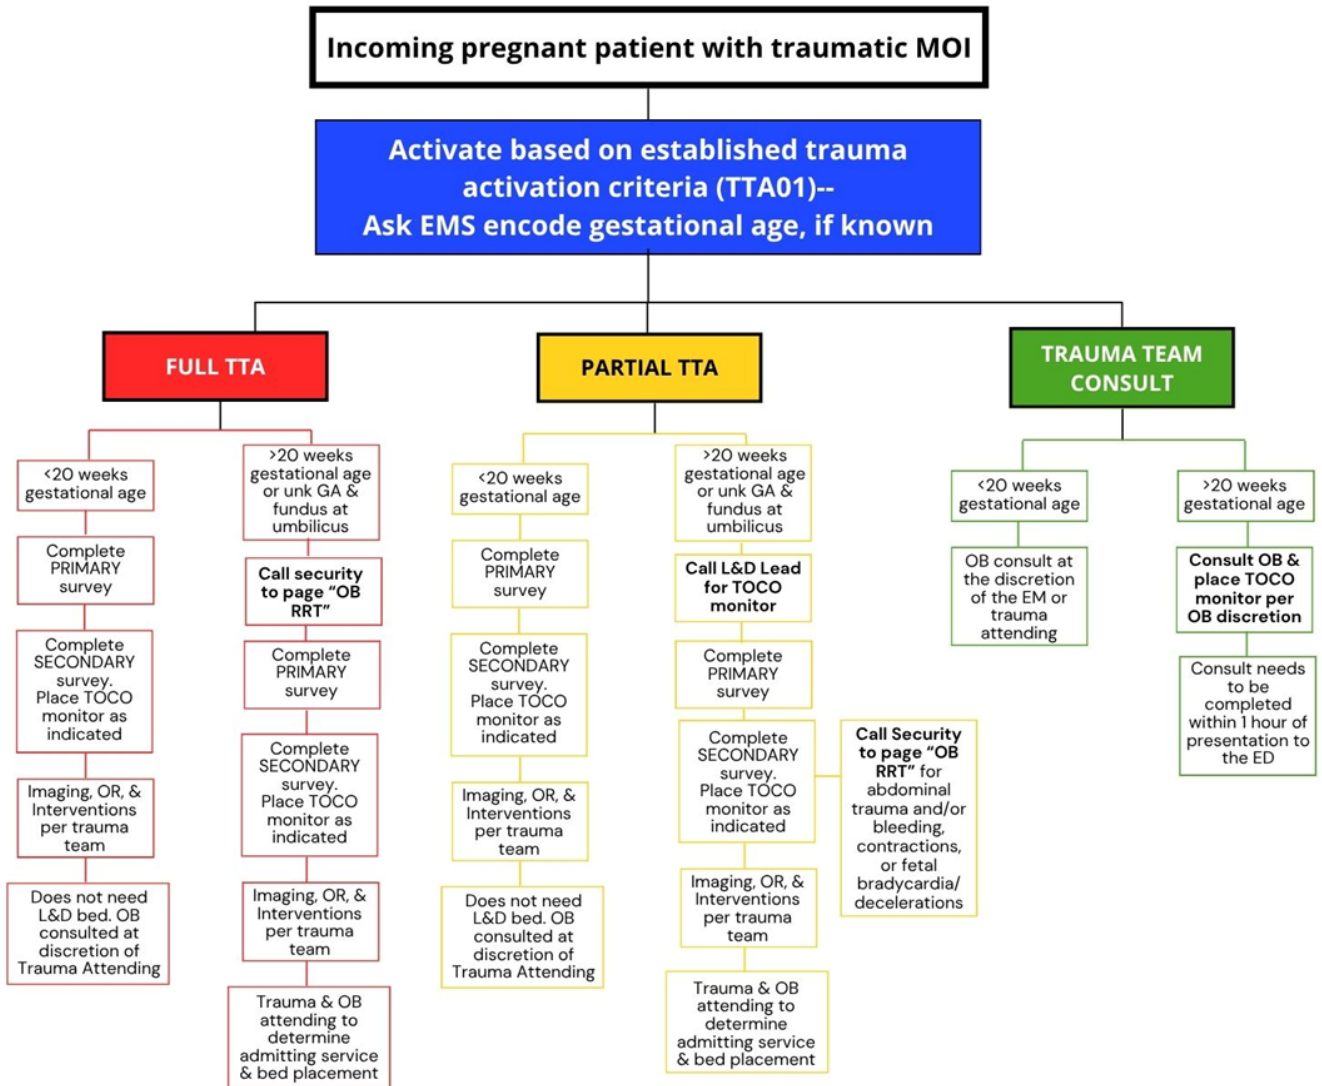 Incoming pregnant patient with traumatic MOI
Activate based on established trauma
activation criteria (TTA01)--
Ask EMS encode gestational age, if known
FULL TTA
<20 weeks
gestational age
Complete
PRIMARY
survey
Complete
SECONDARY
survey.
Place TOCO
monitor as
indicated
Imaging, OR, &
Interventions
per trauma
team
Does not need
L&D bed. OB
consulted at
discretion of
Trauma Attending
>20 weeks
gestational age
or unk GA &
fundus at
umbilicus
Call security
to page “OB
RRT”
Complete
PRIMARY
survey
Complete
SECONDARY
survey.
Place TOCO
monitor as
indicated
Imaging, OR, &
Interventions
per trauma
team
Trauma & OB
attending to
determine
admitting service
& bed placement
PARTIAL TTA
<20 weeks
gestational age
Complete
PRIMARY
survey
Complete
SECONDARY
survey.
Place TOCO
monitor as
indicated
Imaging, OR, &
Interventions
per trauma
team
Does not need
L&D bed. OB
consulted at
discretion of
Trauma Attending
>20 weeks
gestational age
or unk GA &
fundus at
umbilicus
Call L&D Lead
for TOCO
monitor
Complete
PRIMARY
survey
Complete
SECONDARY
survey.
Place TOCO
monitor as
indicated
Call Security
to page “OB
RRT” for
abdominal
trauma and/or
bleeding,
contractions,
or fetal
bradycardia/
decelerations
Imaging, OR, &
Interventions
per trauma
team
Trauma & OB
attending to
determine
admitting service
& bed placement
TRAUMA TEAM
CONSULT
<20 weeks
gestational age
OB consult at
the discretion
of the EM or
trauma
attending
>20 weeks
gestational age
Consult OB &
place TOCO
monitor per
OB discretion
Consult needs
to be
completed
within 1 hour of
presentation to
the ED